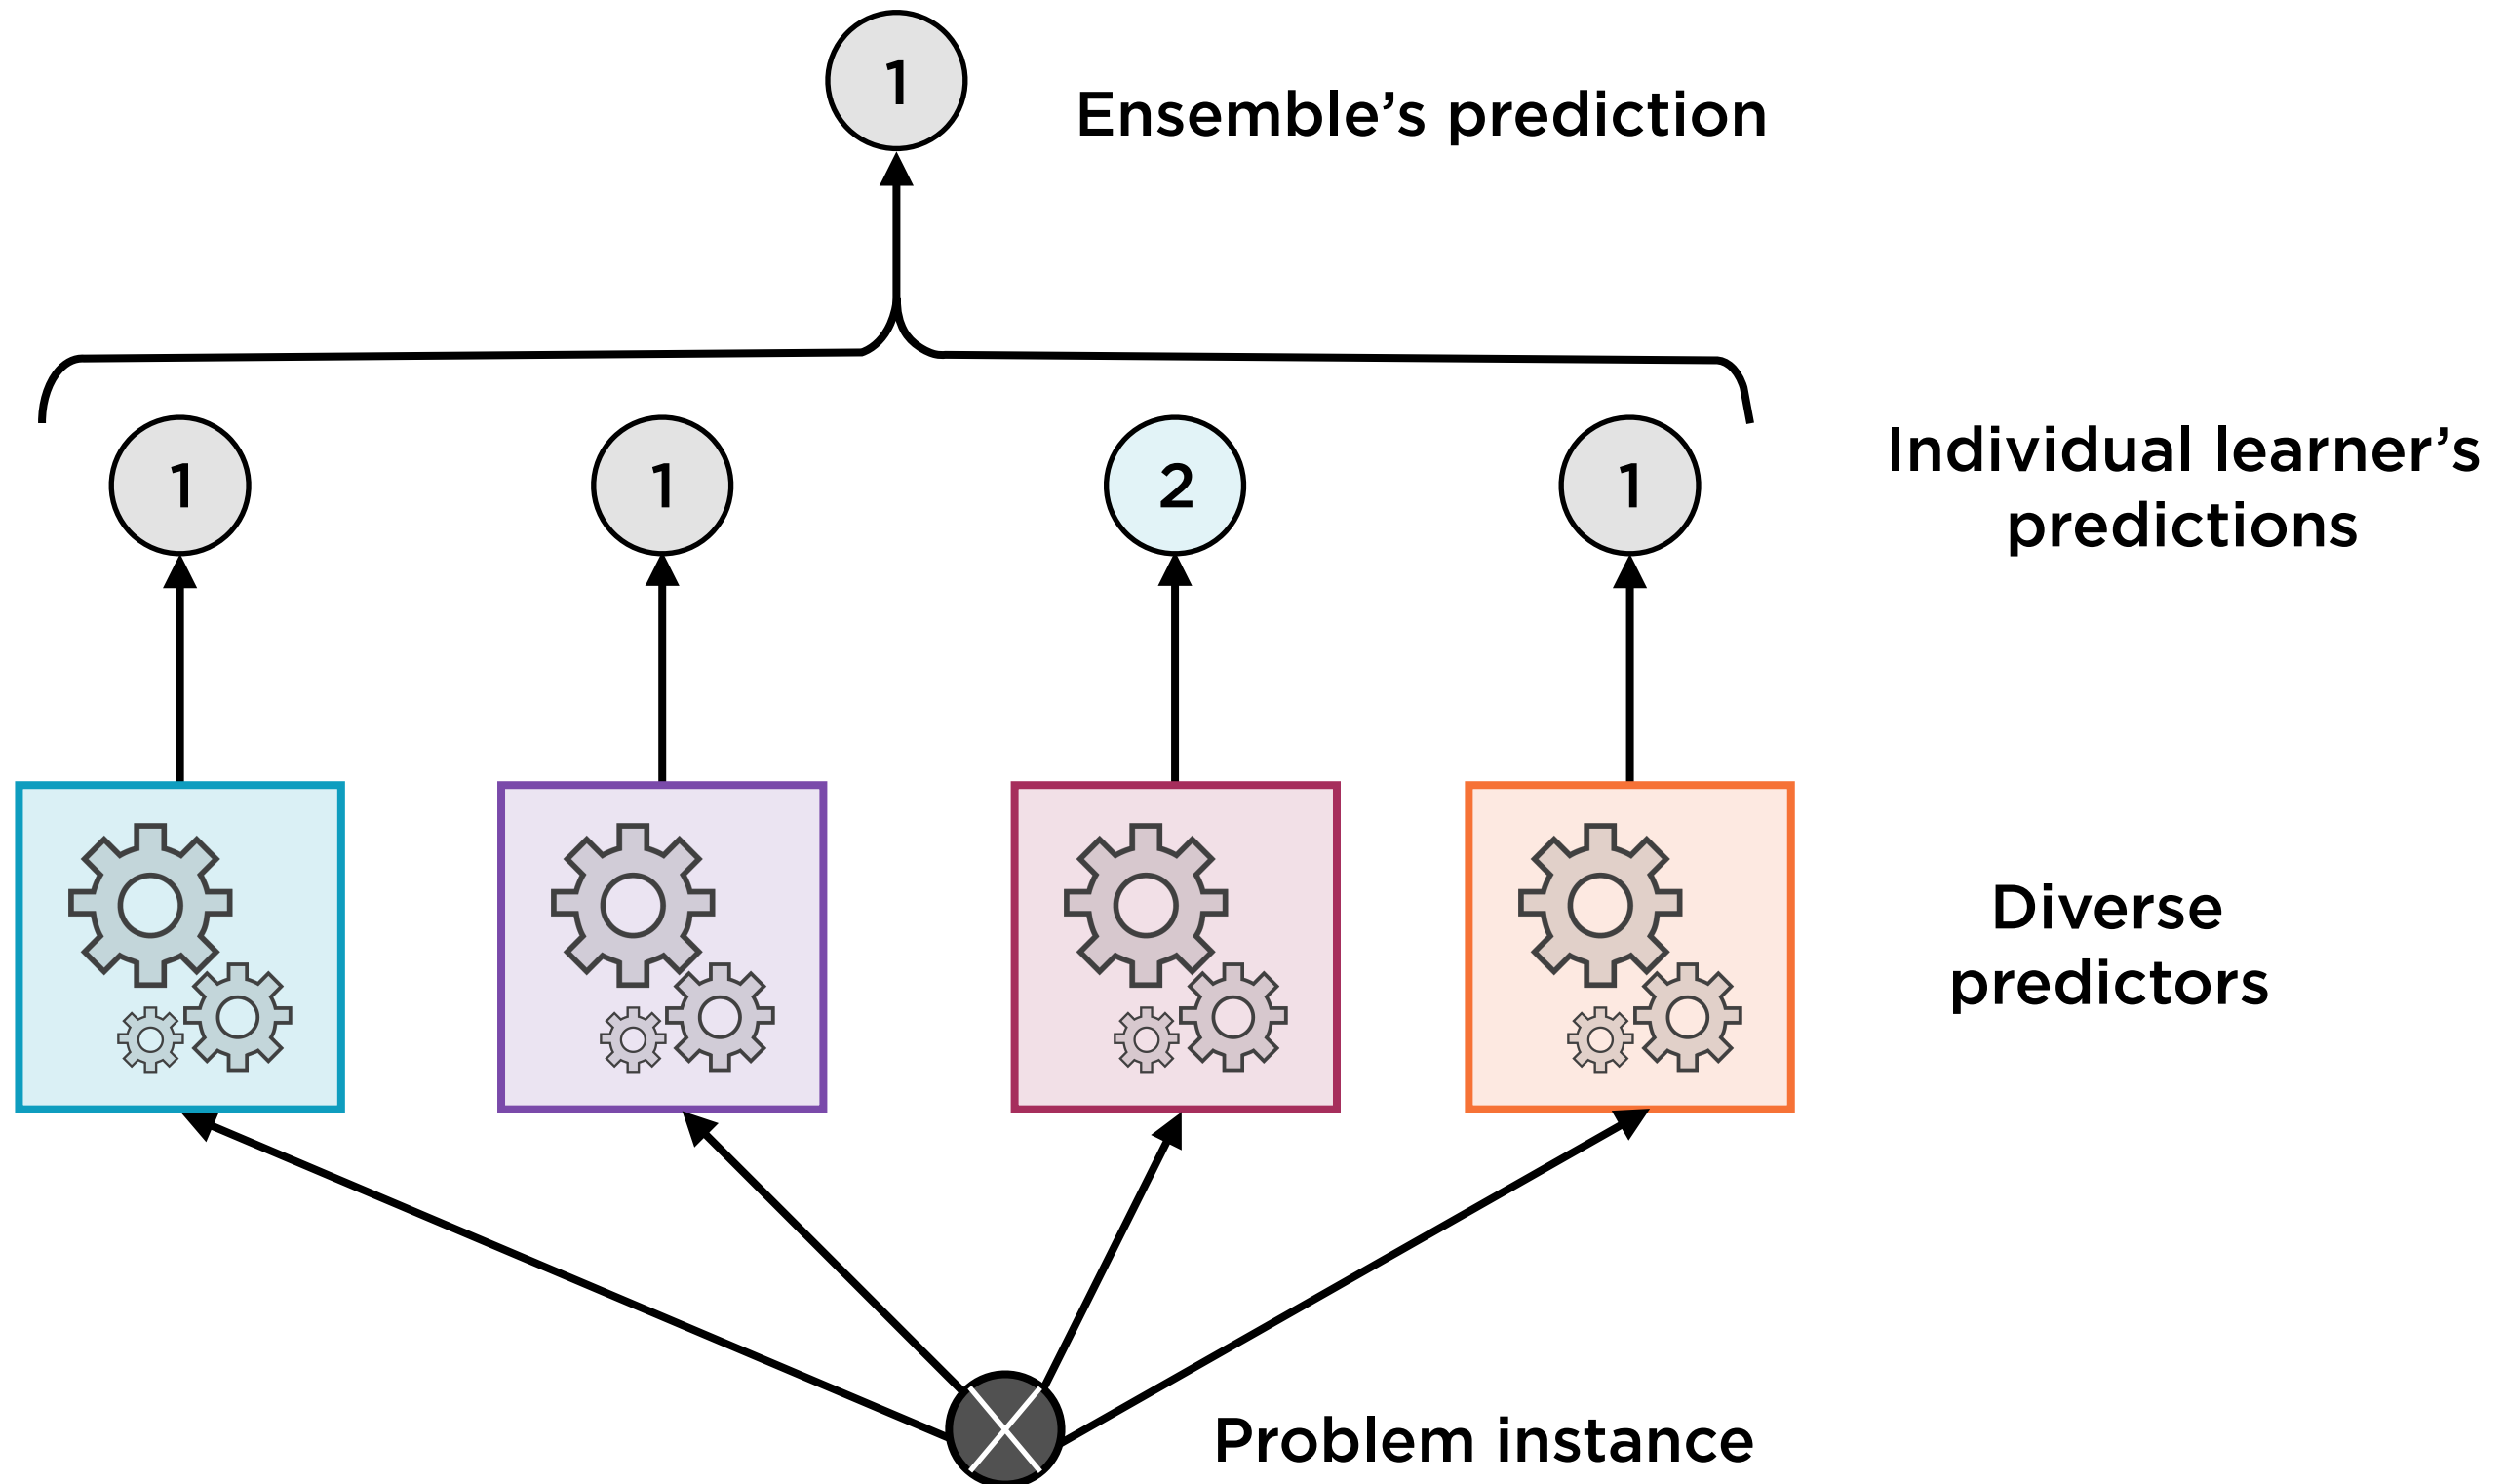 1
Ensemble’s prediction
1
1
2
1
Individual learner’s
predictions
Diverse
predictors
Problem instance